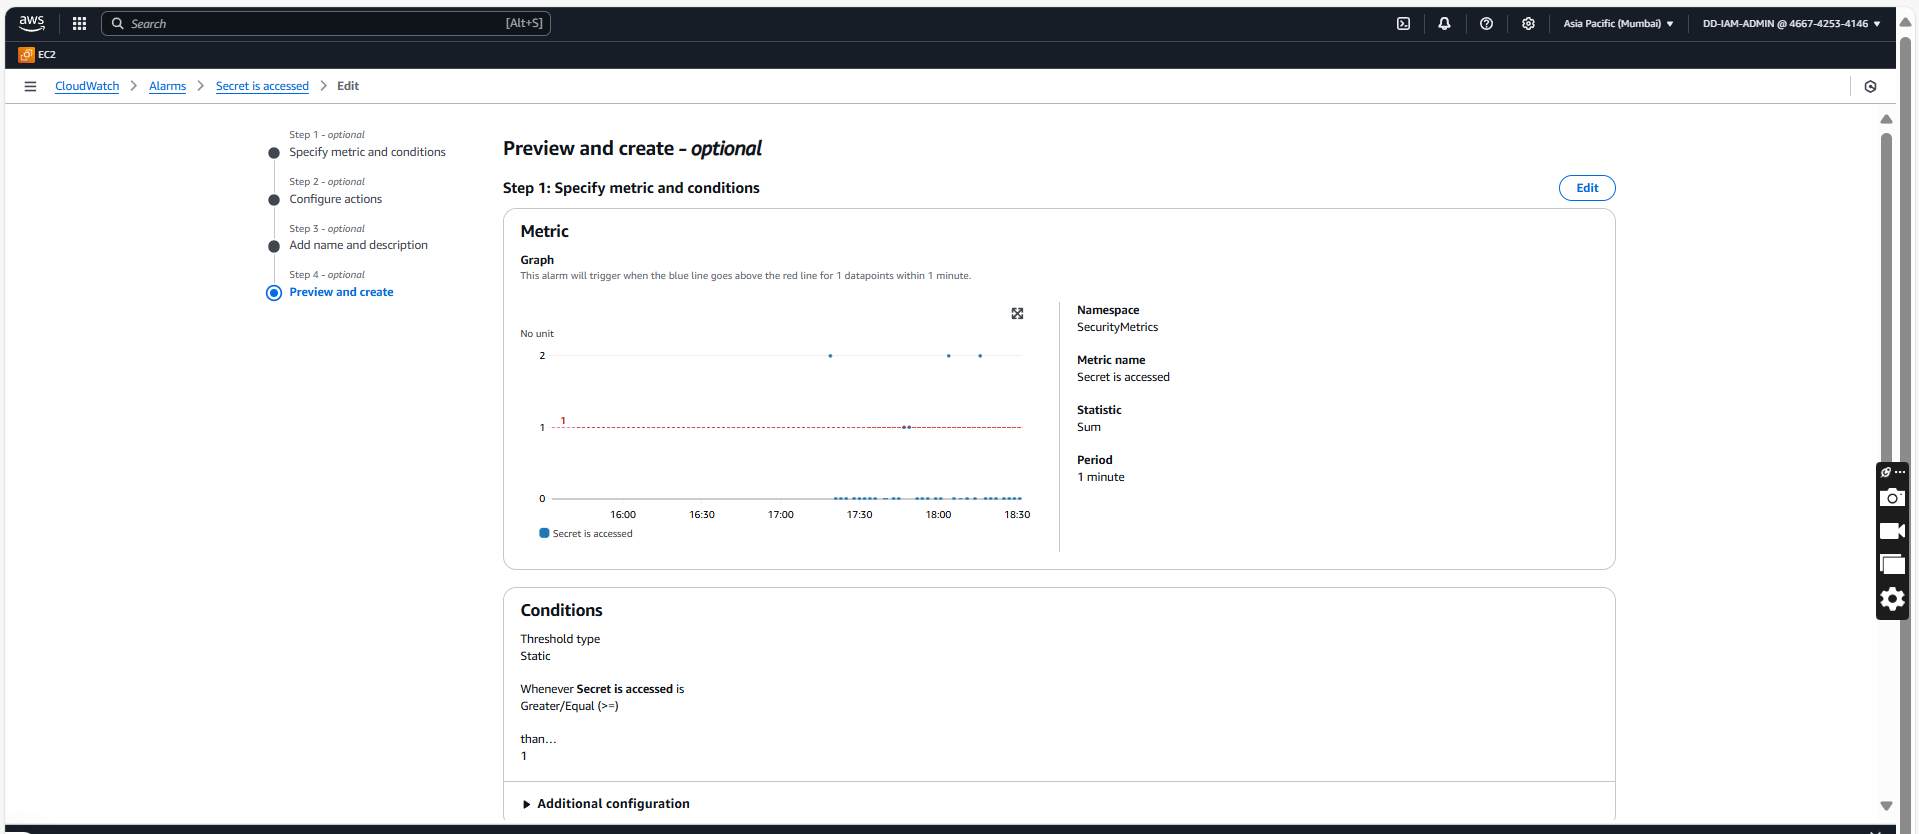 aws
Search
[Alt+S]
Asia Pacific (Mumbai)
DD-IAM-ADMIN @ 4667-4253-4146
EC2
CloudWatch
Alarms
Secret is accessed
Edit
Step 1 - optional
Specify metric and conditions
Step 2 - optional
Configure actions
Step 3 - optional
Add name and description
Step 4 - optional
Preview and create
Preview and create - optional
Step 1: Specify metric and conditions
Edit
Metric
Graph
This alarm will trigger when the blue line goes above the red line for 1 datapoints within 1 minute.
No unit
2
1
1
0
16:00
16:30
17:00
17:30
18:00
18:30
Secret is accessed
Namespace
SecurityMetrics
Metric name
Secret is accessed
Statistic
Sum
Period
1 minute
Conditions
Threshold type
Static
Whenever Secret is accessed is
Greater/Equal (>=)
than…
1
Additional configuration